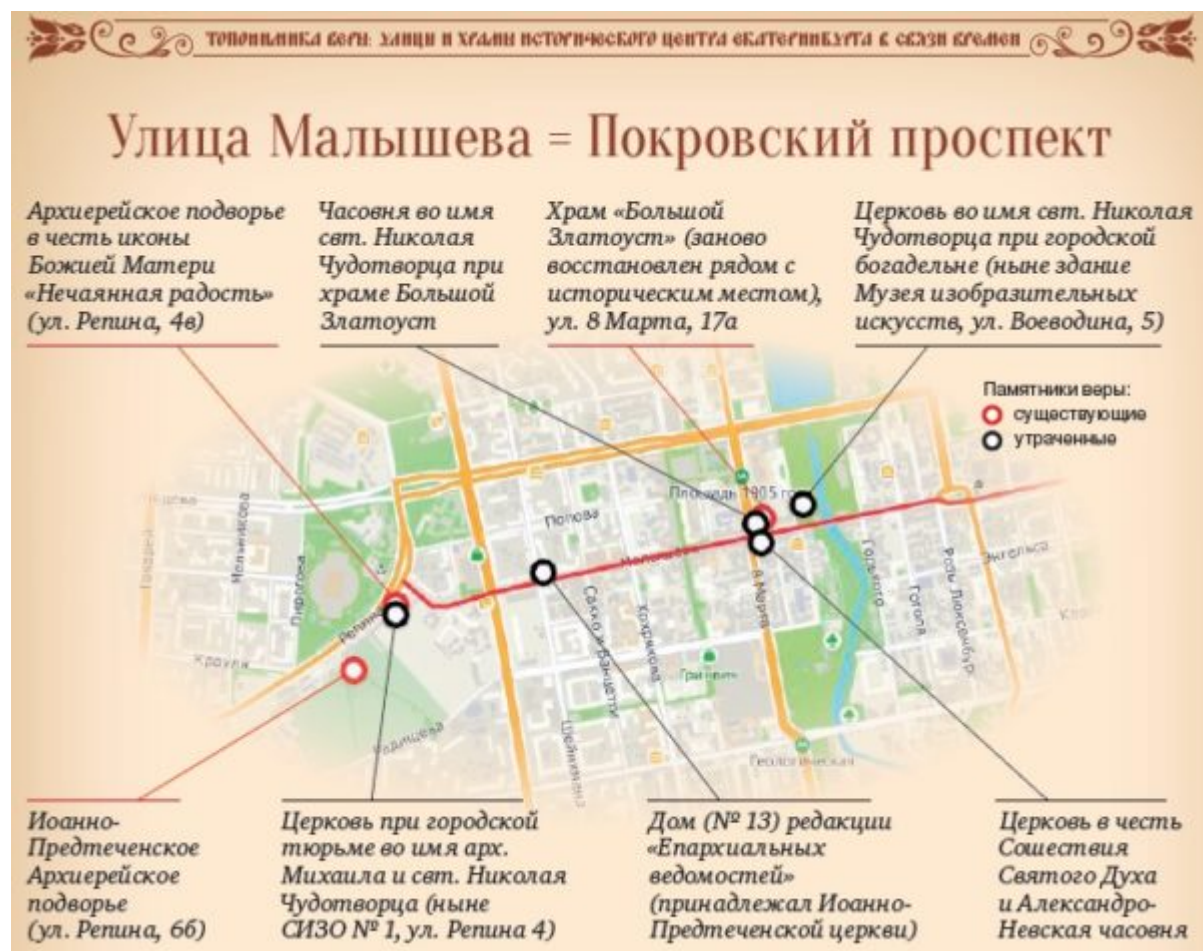 ТОПОНИМИКА ВЕРЫ: УЛИЦЫ И ХРАМЫ ИСТОРИЧЕСКОГО ЦЕНТРА ЕКАТЕРИНБУРГА В СВЯЗИ ВРЕМЕН
Улица Малышева = Покровский проспект
Архиерейское подворье
в честь иконы
Божией Матери
«Нечаянная радость»
(ул. Репина, 4в)
Часовня во имя
свт. Николая
Чудотворца при
храме Большой
Златоуст
Храм «Большой
Златоуст» (заново
восстановлен рядом с
историческим местом),
ул. 8 Марта, 17а
Церковь во имя свт. Николая
Чудотворца при городской
богадельне (ныне здание
Музея изобразительных
искусств, ул. Воеводина, 5)
Памятники веры:
существующие
утраченные
Площадь 1905
Попова
Малышева
Мельникова
Пирогова
Репина
Крауля
Радищева
Шейнкмана
Сакко и Ванцетти
Хохрякова
Гринвич
8 Марта
Горького
Гоголя
Розы Люксембург
Энгельса
Геологическая
Иоанно-
Предтеченское
Архиерейское
подворье
(ул. Репина, 6б)
Церковь при городской
тюрьме во имя арх.
Михаила и свт. Николая
Чудотворца (ныне
СИЗО № 1, ул. Репина 4)
Дом (№ 13) редакции
«Епархиальных
ведомостей»
(принадлежал Иоанно-
Предтеченской церкви)
Церковь в честь
Сошествия
Святого Духа
и Александро-
Невская часовня